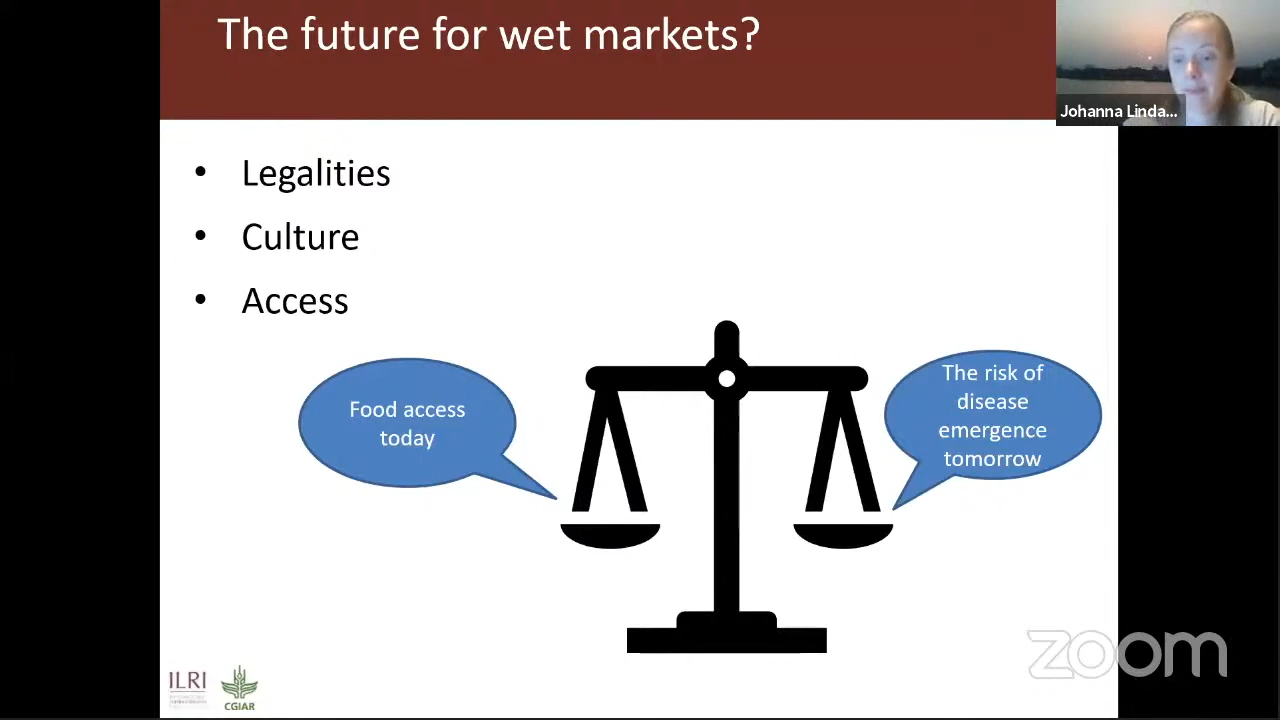 The future for wet markets?
Johanna Linda...
• Legalities
• Culture
• Access
Food access
today
The risk of
disease
emergence
tomorrow
ILRI
CGIAR
zoom